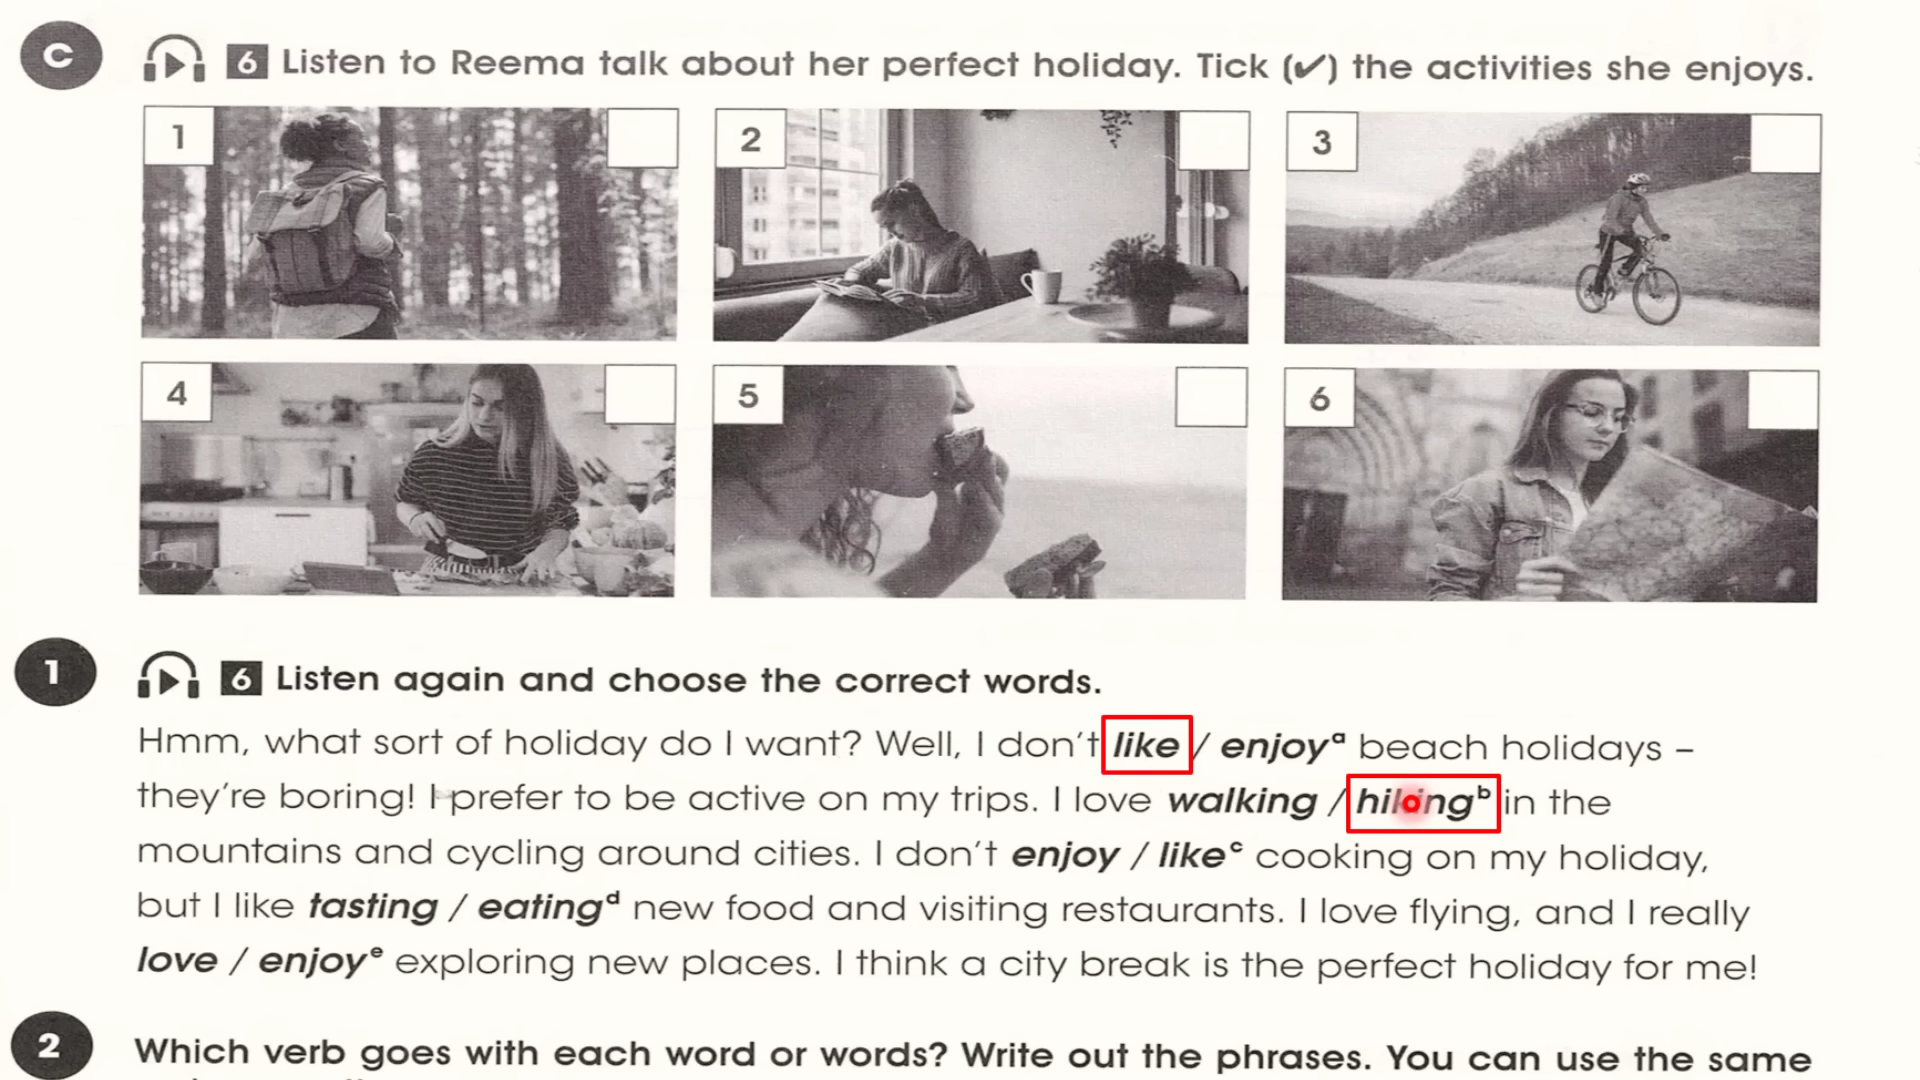 C 6 Listen to Reema talk about her perfect holiday. Tick (✔) the activities she enjoys.
1 2 3
4 5 6
1 6 Listen again and choose the correct words.
Hmm, what sort of holiday do I want? Well, I don't like / enjoyᵃ beach holidays –
they're boring! I prefer to be active on my trips. I love walking / hikingᵇ in the
mountains and cycling around cities. I don't enjoy / likeᶜ cooking on my holiday,
but I like tasting / eatingᵈ new food and visiting restaurants. I love flying, and I really
love / enjoyᵉ exploring new places. I think a city break is the perfect holiday for me!
2 Which verb goes with each word or words? Write out the phrases. You can use the same